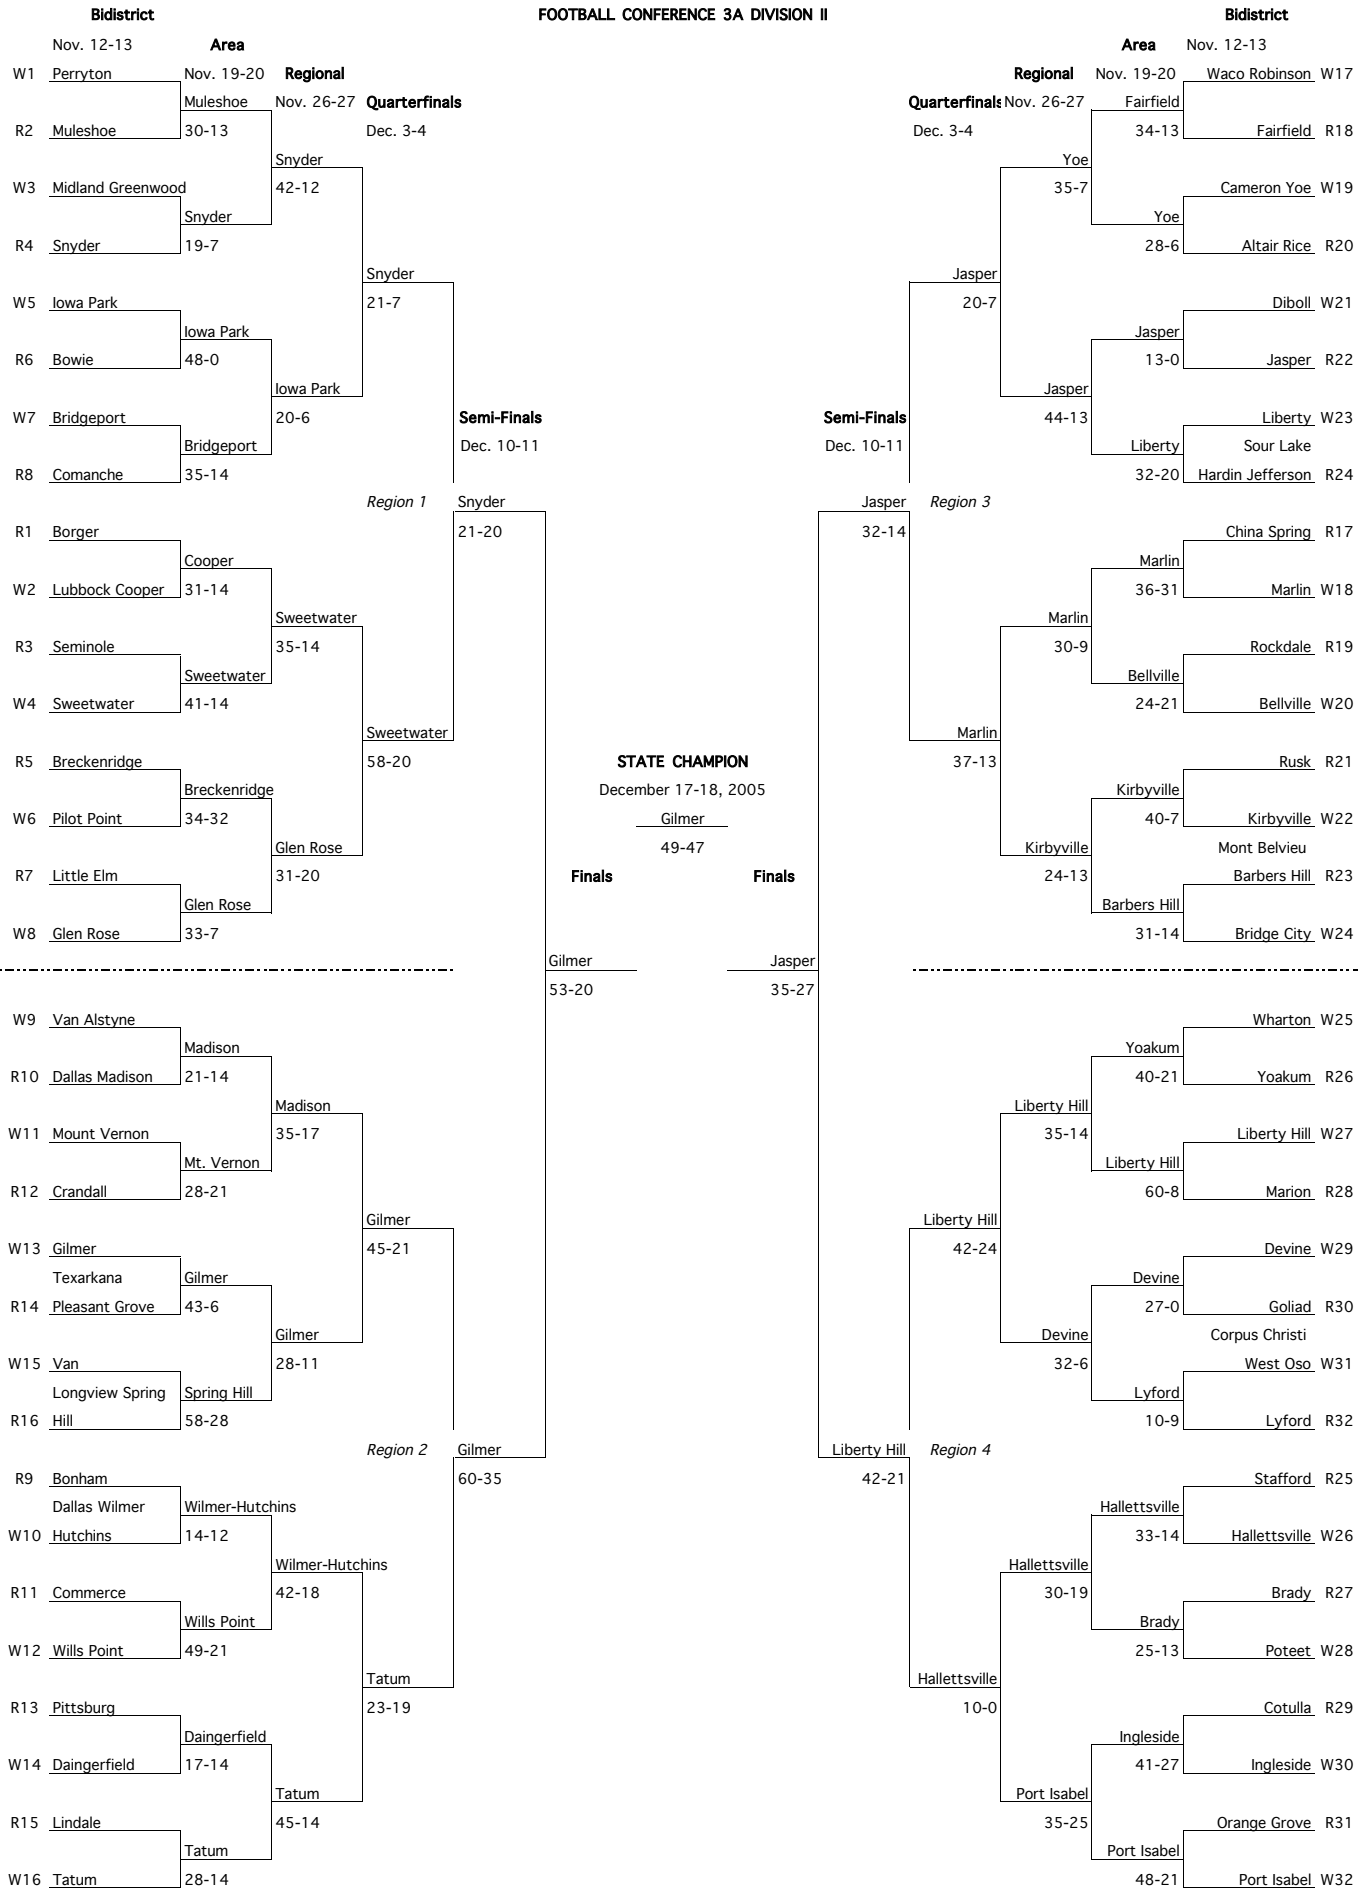 Bidistrict FOOTBALL CONFERENCE 3A DIVISION II Bidistrict
Nov. 12-13 Area Area Nov. 12-13
W1 Perryton Nov. 19-20 Regional Regional Nov. 19-20 Waco Robinson W17
Muleshoe Nov. 26-27 Quarterfinals Quarterfinals Nov. 26-27 Fairfield
R2 Muleshoe 30-13 Dec. 3-4 Dec. 3-4 34-13 Fairfield R18
Snyder Yoe
W3 Midland Greenwood 42-12 35-7 Cameron Yoe W19
Snyder Yoe
R4 Snyder 19-7 28-6 Altair Rice R20
Snyder Jasper
W5 Iowa Park 21-7 20-7 Diboll W21
Iowa Park Jasper
R6 Bowie 48-0 13-0 Jasper R22
Iowa Park Jasper
W7 Bridgeport 20-6 Semi-Finals Semi-Finals 44-13 Liberty W23
Bridgeport Dec. 10-11 Dec. 10-11 Liberty Sour Lake
R8 Comanche 35-14 32-20 Hardin Jefferson R24
Region 1 Snyder Jasper Region 3
R1 Borger 21-20 32-14 China Spring R17
Cooper Marlin
W2 Lubbock Cooper 31-14 36-31 Marlin W18
Sweetwater Marlin
R3 Seminole 35-14 30-9 Rockdale R19
Sweetwater Bellville
W4 Sweetwater 41-14 24-21 Bellville W20
Sweetwater Marlin
R5 Breckenridge 58-20 STATE CHAMPION 37-13 Rusk R21
Breckenridge December 17-18, 2005 Kirbyville
W6 Pilot Point 34-32 Gilmer 40-7 Kirbyville W22
Glen Rose 49-47 Kirbyville Mont Belvieu
R7 Little Elm 31-20 Finals Finals 24-13 Barbers Hill R23
Glen Rose Barbers Hill
W8 Glen Rose 33-7 31-14 Bridge City W24
Gilmer Jasper
53-20 35-27
W9 Van Alstyne Wharton W25
Madison Yoakum
R10 Dallas Madison 21-14 40-21 Yoakum R26
Madison Liberty Hill
W11 Mount Vernon 35-17 35-14 Liberty Hill W27
Mt. Vernon Liberty Hill
R12 Crandall 28-21 60-8 Marion R28
Gilmer Liberty Hill
W13 Gilmer 45-21 42-24 Devine W29
Texarkana Gilmer Devine
R14 Pleasant Grove 43-6 27-0 Goliad R30
Gilmer Devine Corpus Christi
W15 Van 28-11 32-6 West Oso W31
Longview Spring Spring Hill Lyford
R16 Hill 58-28 10-9 Lyford R32
Region 2 Gilmer Liberty Hill Region 4
R9 Bonham 60-35 42-21 Stafford R25
Dallas Wilmer Wilmer-Hutchins Hallettsville
W10 Hutchins 14-12 33-14 Hallettsville W26
Wilmer-Hutchins Hallettsville
R11 Commerce 42-18 30-19 Brady R27
Wills Point Brady
W12 Wills Point 49-21 25-13 Poteet W28
Tatum Hallettsville
R13 Pittsburg 23-19 10-0 Cotulla R29
Daingerfield Ingleside
W14 Daingerfield 17-14 41-27 Ingleside W30
Tatum Port Isabel
R15 Lindale 45-14 35-25 Orange Grove R31
Tatum Port Isabel
W16 Tatum 28-14 48-21 Port Isabel W32